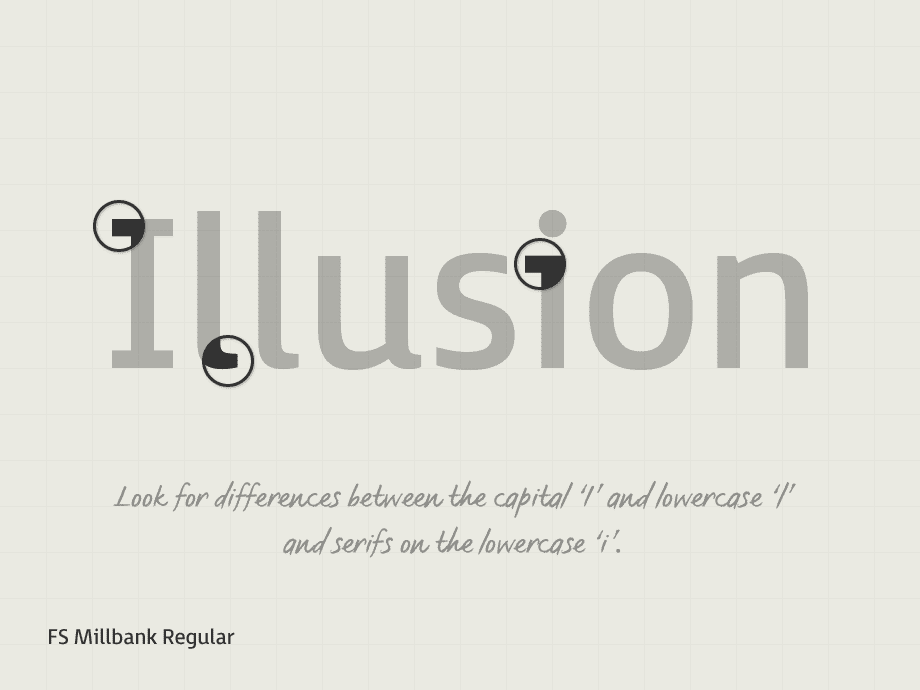 Illusion
Look for differences between the capital ‘I’ and lowercase ‘l’
and serifs on the lowercase ‘i’.
FS Millbank Regular